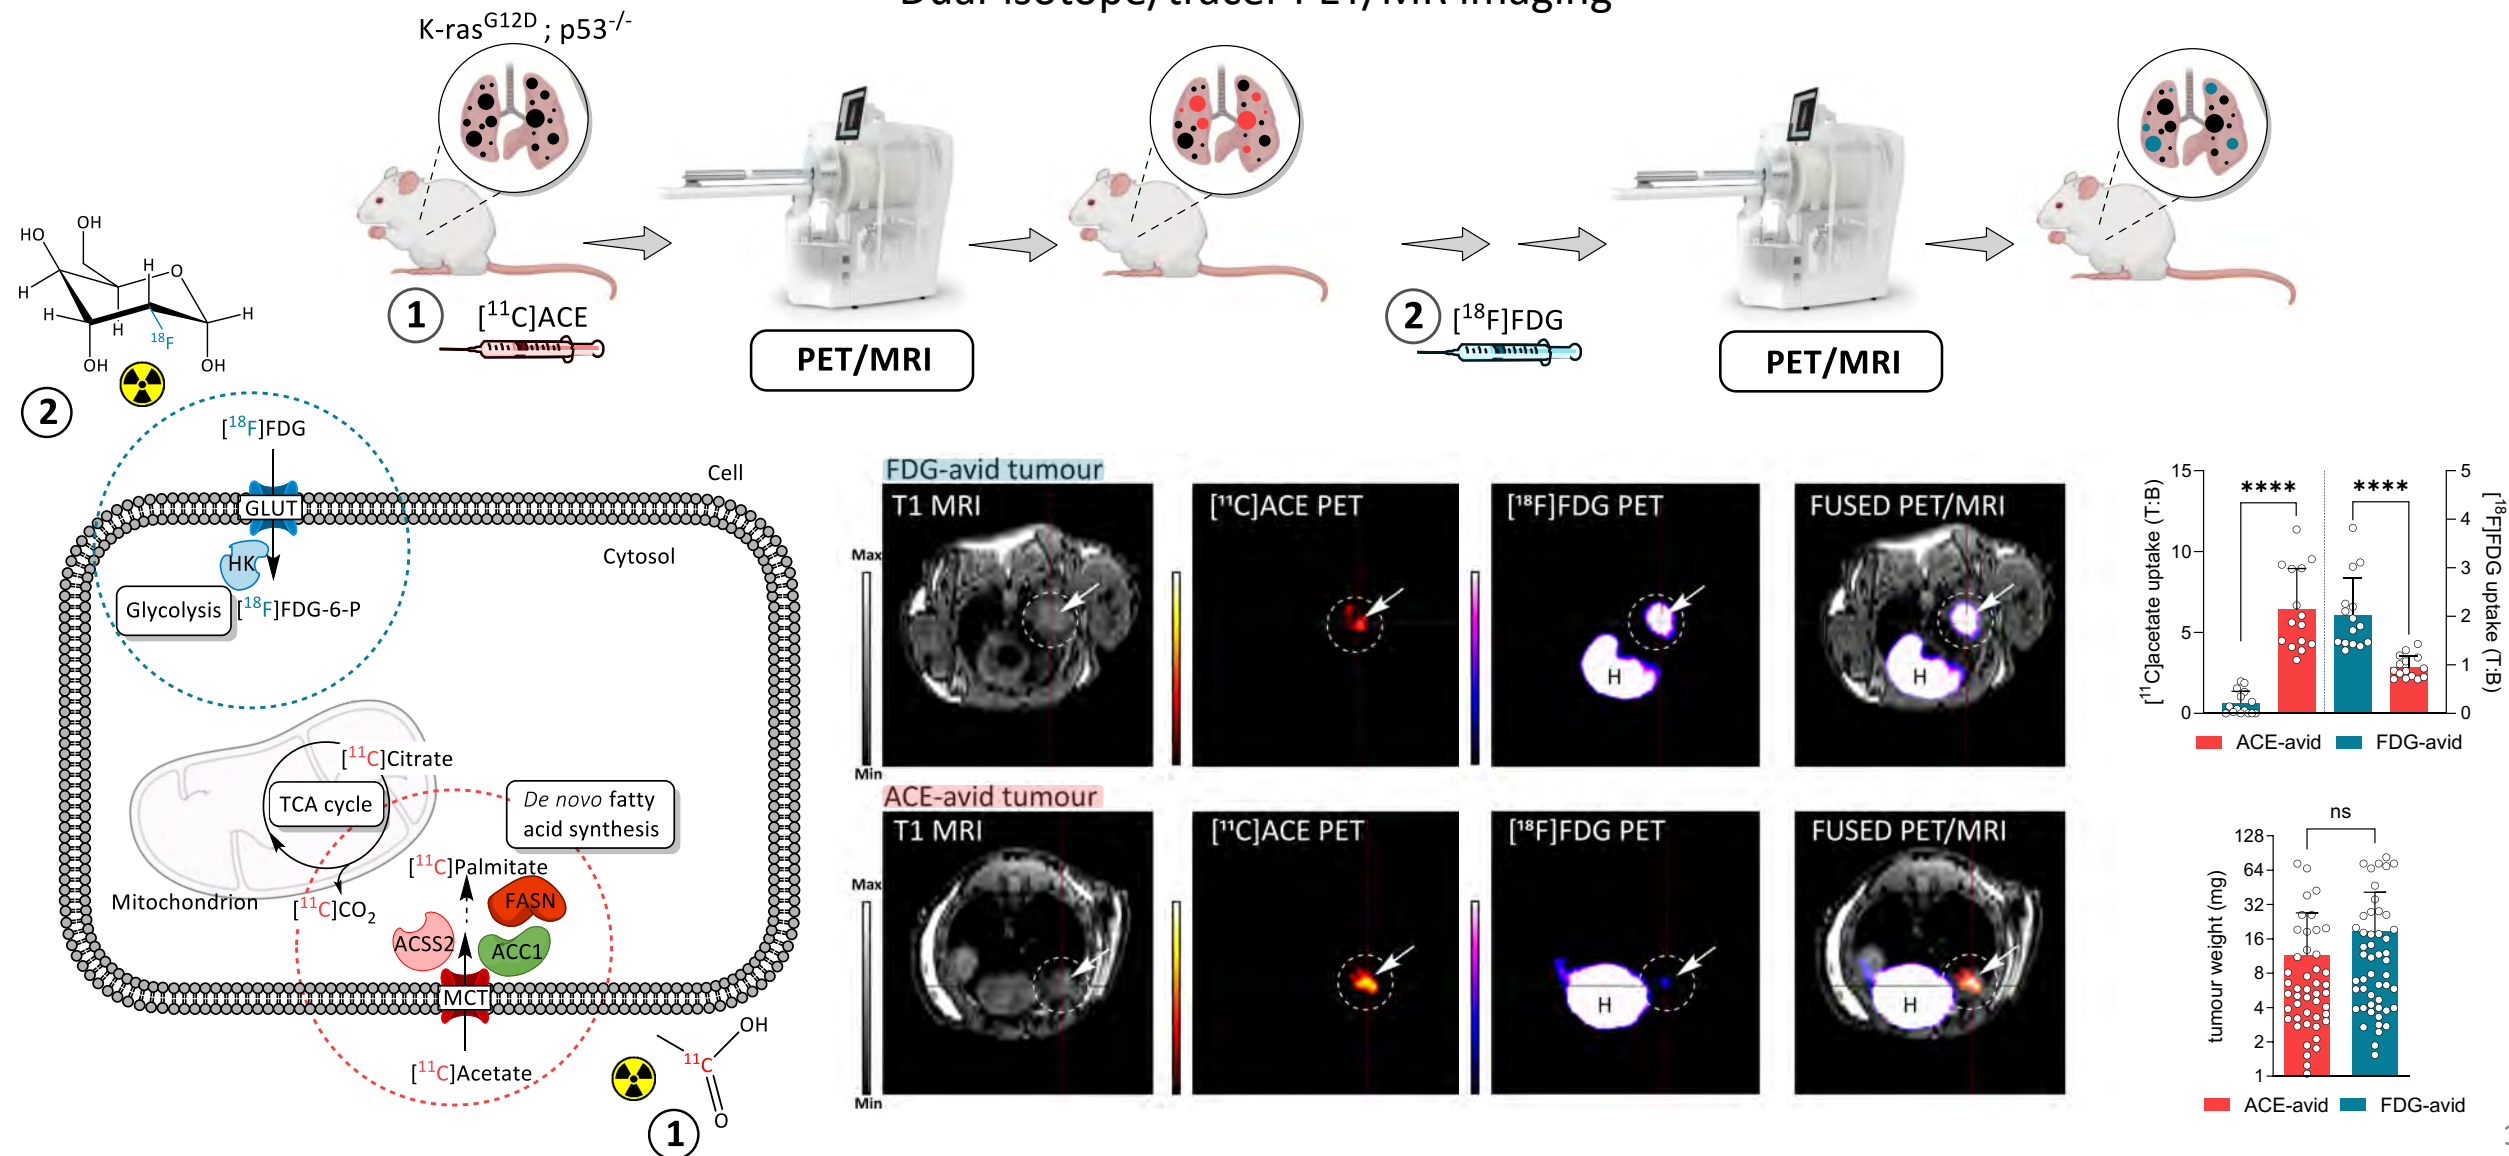 Dual isotope/tracer PET/MR imaging
K-rasG12D ; p53-/-
1
[11C]ACE
PET/MRI
2
[18F]FDG
PET/MRI
OH
HO
H
O
H
H
H
H
18F
OH
OH
2
[18F]FDG
Cell
GLUT
Cytosol
HK
Glycolysis
[18F]FDG-6-P
[11C]Citrate
TCA cycle
De novo fatty
acid synthesis
[11C]Palmitate
Mitochondrion
[11C]CO2
FASN
ACSS2
ACC1
MCT
[11C]Acetate
OH
11C
O
1
FDG-avid tumour
T1 MRI
[11C]ACE PET
[18F]FDG PET
FUSED PET/MRI
Max
H
H
Min
ACE-avid tumour
T1 MRI
[11C]ACE PET
[18F]FDG PET
FUSED PET/MRI
Max
H
H
Min
[11C]acetate uptake (T:B)
15
10
5
0
****
****
5
4
3
2
1
0
[18F]FDG uptake (T:B)
ACE-avid
FDG-avid
ns
tumour weight (mg)
128
64
32
16
8
4
2
1
ACE-avid
FDG-avid